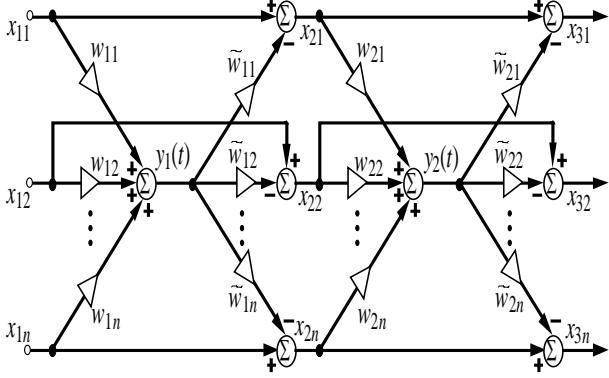 x11 w11 w̃11 Σ x21 w21 w̃21 Σ x31
x12 w12 Σ y1(t) w̃12 Σ x22 w22 Σ y2(t) w̃22 Σ x32
x1n w1n w̃1n Σ x2n w2n w̃2n Σ x3n